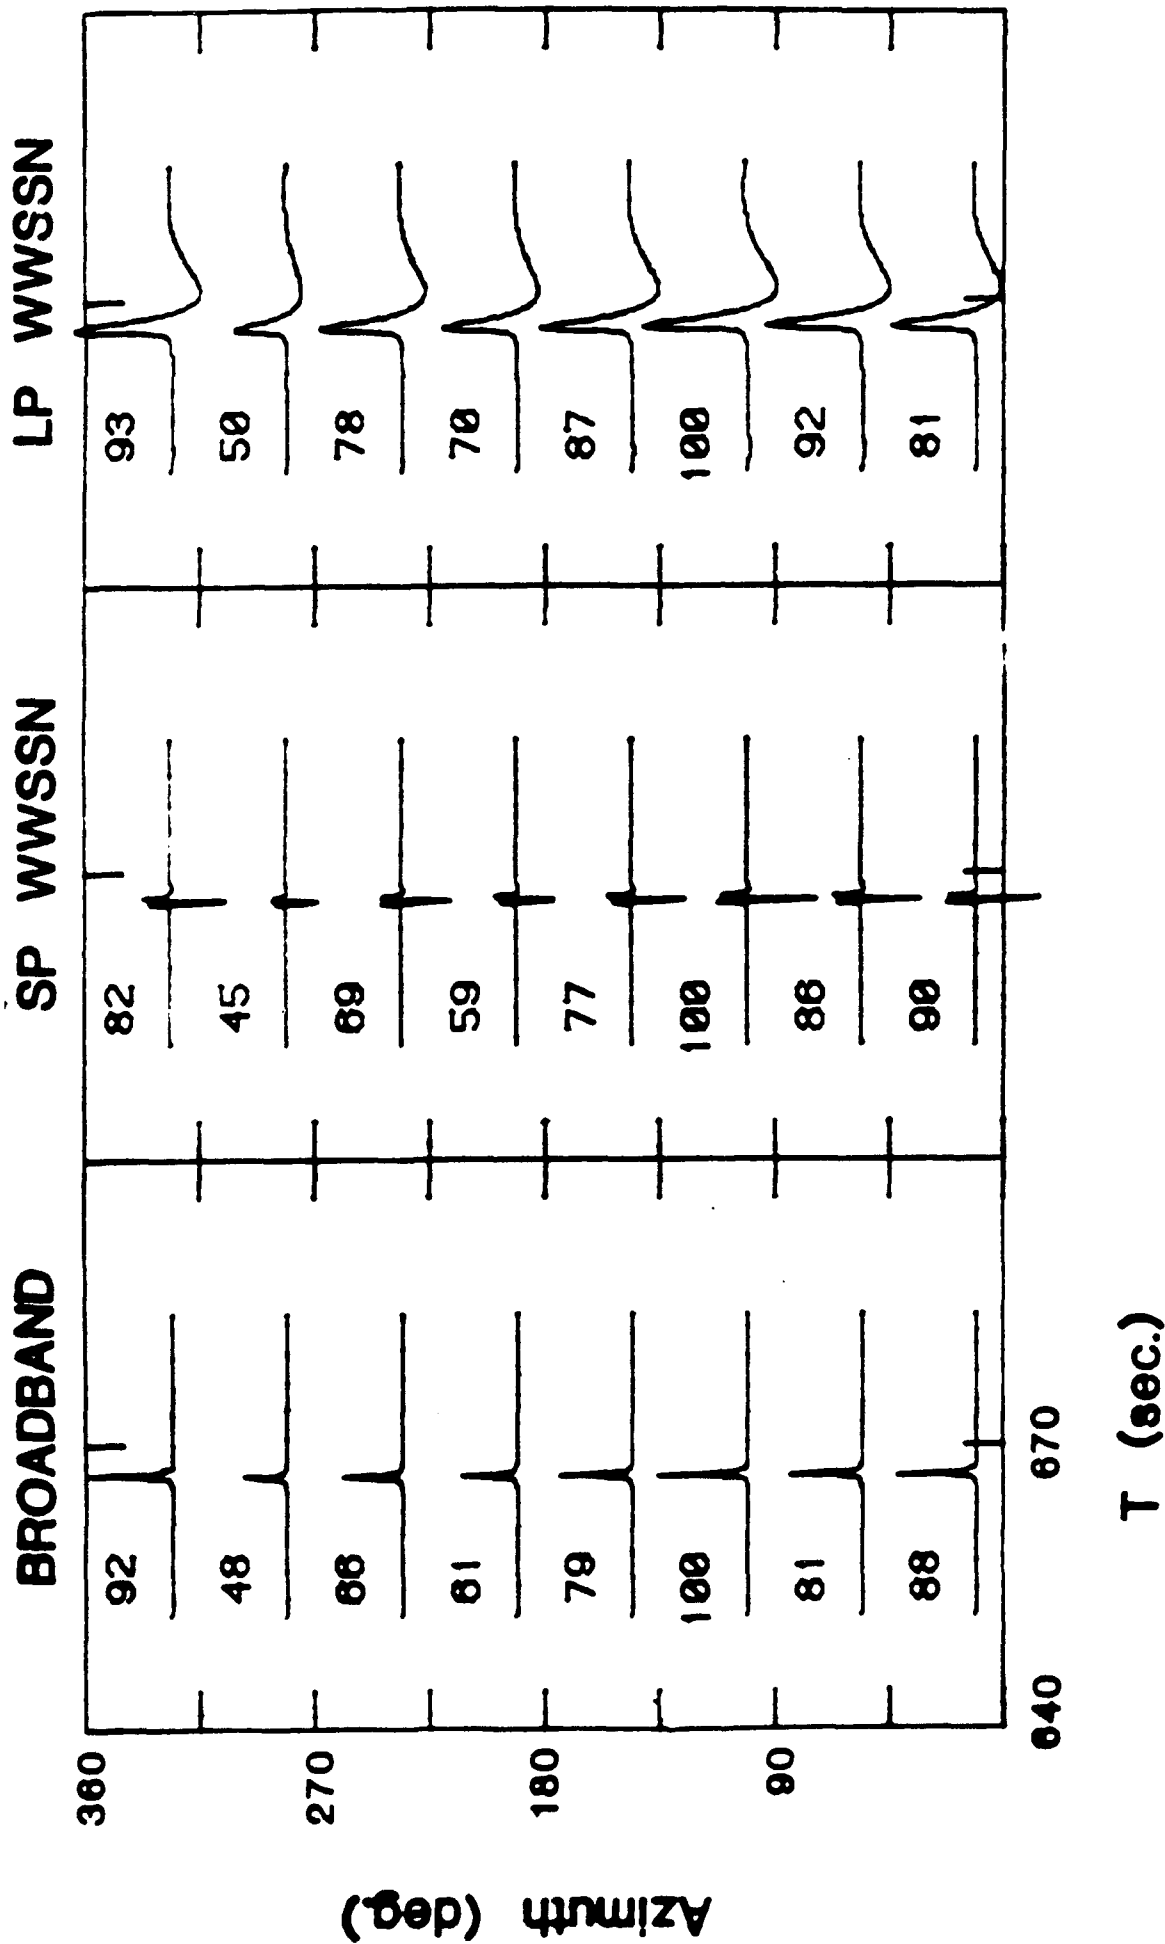 BROADBAND SP WWSSN LP WWSSN
360
92 82 93
48 45 50
270
66 69 78
61 59 70
180
79 77 87
100 100 100
90
81 86 92
88 90 81
640 670
T (sec.)
Azimuth (deg.)